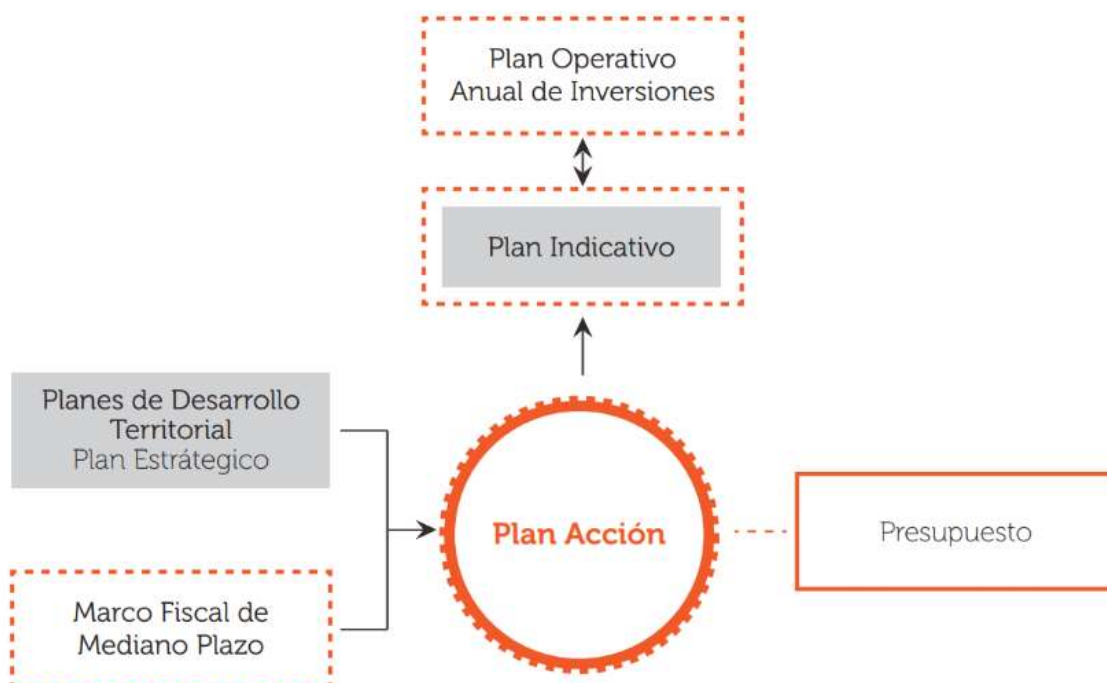 Plan Operativo
Anual de Inversiones
Plan Indicativo
Planes de Desarrollo
Territorial
Plan Estrátegico
Plan Acción
Presupuesto
Marco Fiscal de
Mediano Plazo